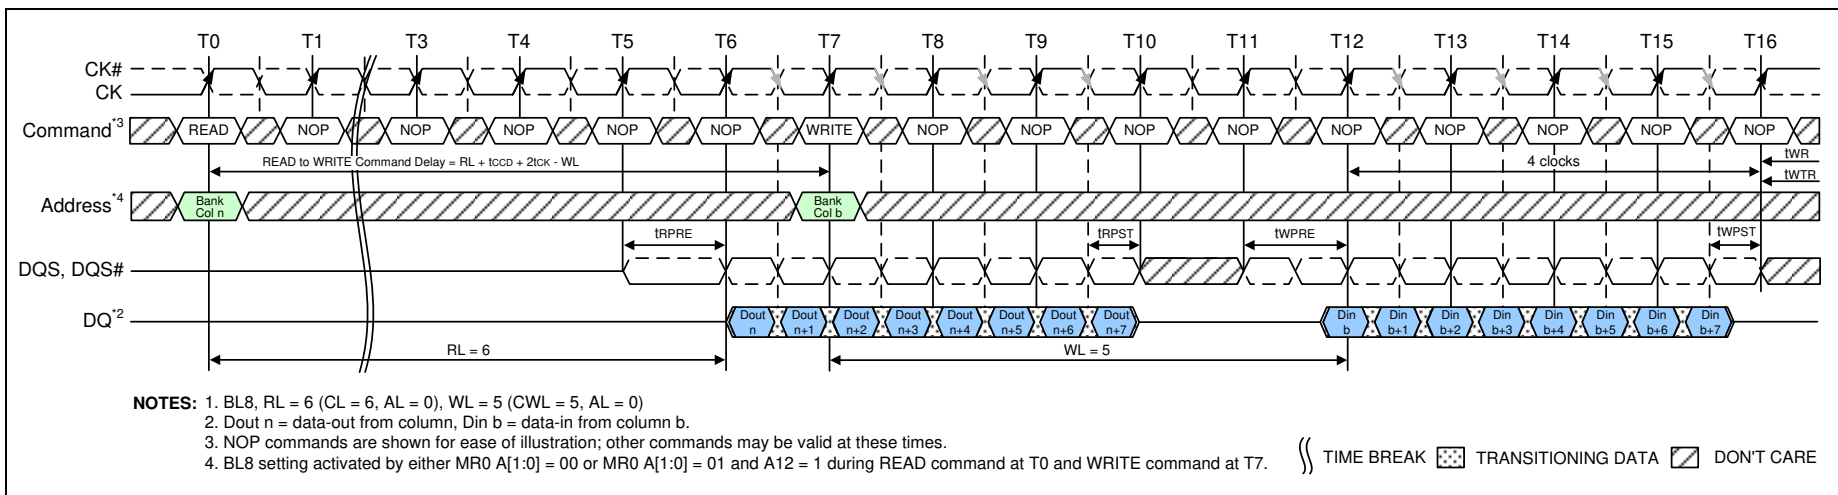 T0 T1 T3 T4 T5 T6 T7 T8 T9 T10 T11 T12 T13 T14 T15 T16
CK#
CK
Command*3 READ NOP NOP NOP NOP NOP WRITE NOP NOP NOP NOP NOP NOP NOP NOP NOP
READ to WRITE Command Delay = RL + tCCD + 2tCK - WL 4 clocks tWR
tWTR
Address*4 Bank Col n Bank Col b
tRPRE tRPST tWPRE tWPST
DQS, DQS#
DQ*2 Dout n Dout n+1 Dout n+2 Dout n+3 Dout n+4 Dout n+5 Dout n+6 Dout n+7 Din b Din b+1 Din b+2 Din b+3 Din b+4 Din b+5 Din b+6 Din b+7
RL = 6 WL = 5
NOTES: 1. BL8, RL = 6 (CL = 6, AL = 0), WL = 5 (CWL = 5, AL = 0)
2. Dout n = data-out from column, Din b = data-in from column b.
3. NOP commands are shown for ease of illustration; other commands may be valid at these times.
4. BL8 setting activated by either MR0 A[1:0] = 00 or MR0 A[1:0] = 01 and A12 = 1 during READ command at T0 and WRITE command at T7.
TIME BREAK TRANSITIONING DATA DON'T CARE